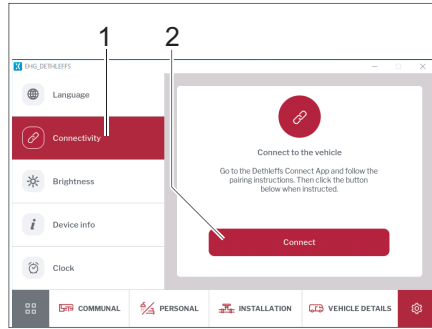 1
2
EHG_DETHLEFFS
Language
Connectivity
Brightness
Device info
Clock
Connect to the vehicle
Go to the Dethleffs Connect App and follow the
pairing instructions. Then click the button
below when instructed.
Connect
COMMUNAL
PERSONAL
INSTALLATION
VEHICLE DETAILS